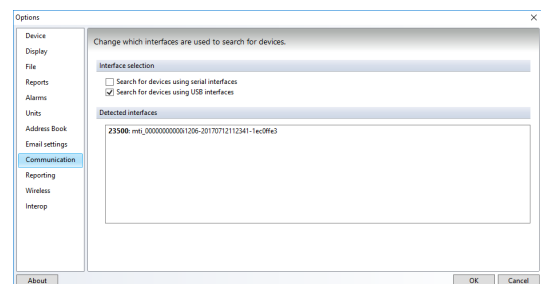 Options
Device
Display
File
Reports
Alarms
Units
Address Book
Email settings
Communication
Reporting
Wireless
Interop
Change which interfaces are used to search for devices.
Interface selection
Search for devices using serial interfaces
Search for devices using USB interfaces
Detected interfaces
23500: mti_00000000000i1206-20170712112341-1ec0ffe3
About
OK
Cancel